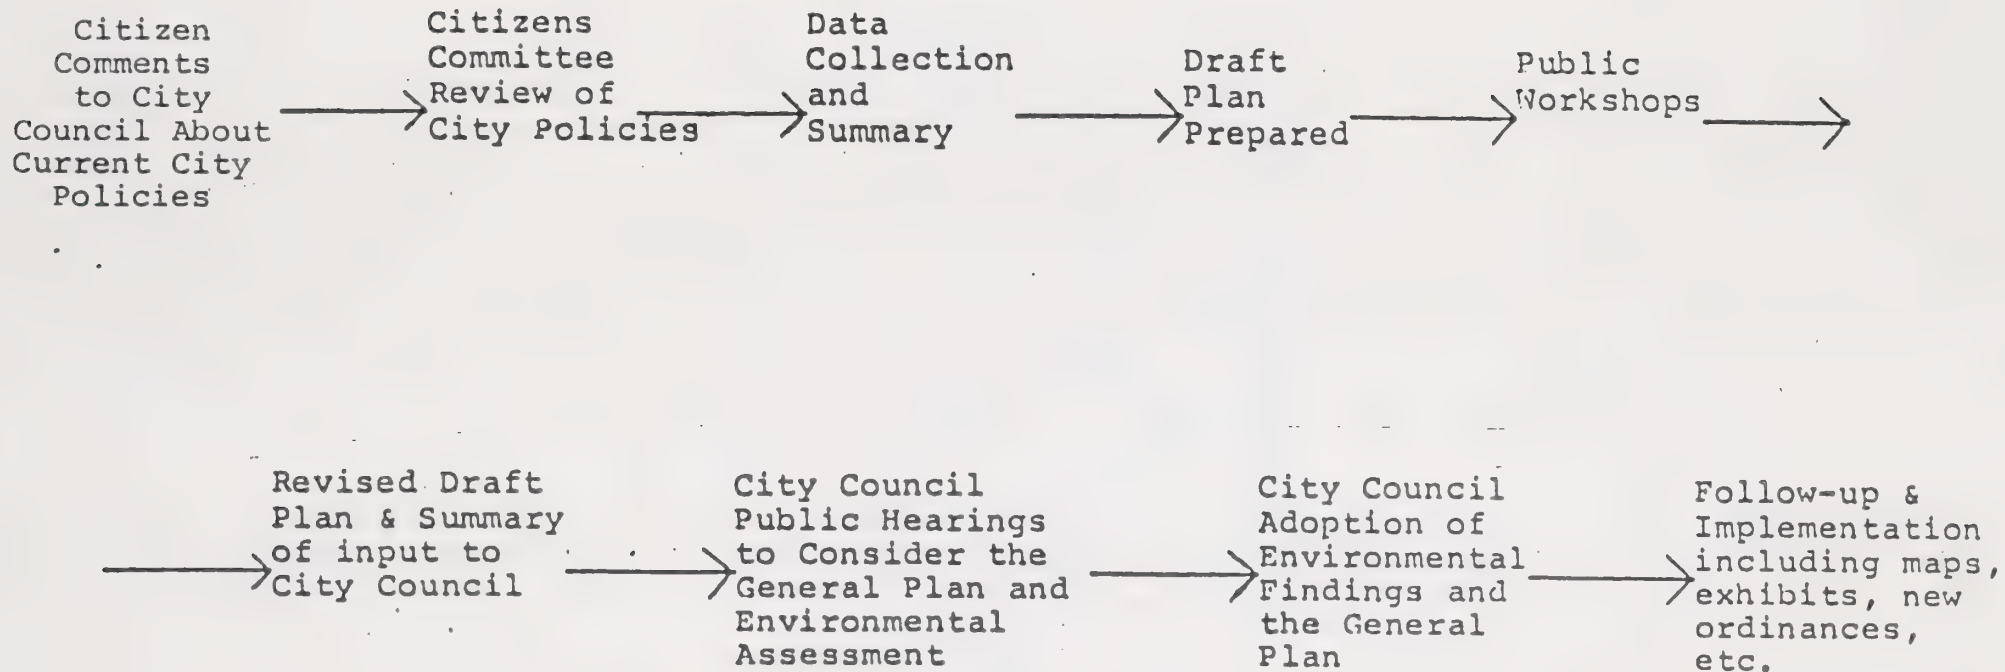 Citizen
Comments
to City
Council About
Current City
Policies
Citizens
Committee
Review of
City Policies
Data
Collection
and
Summary
Draft
Plan
Prepared
Public
Workshops
Revised Draft
Plan & Summary
of input to
City Council
City Council
Public Hearings
to Consider the
General Plan and
Environmental
Assessment
City Council
Adoption of
Environmental
Findings and
the General
Plan
Follow-up &
Implementation
including maps,
exhibits, new
ordinances,
etc.